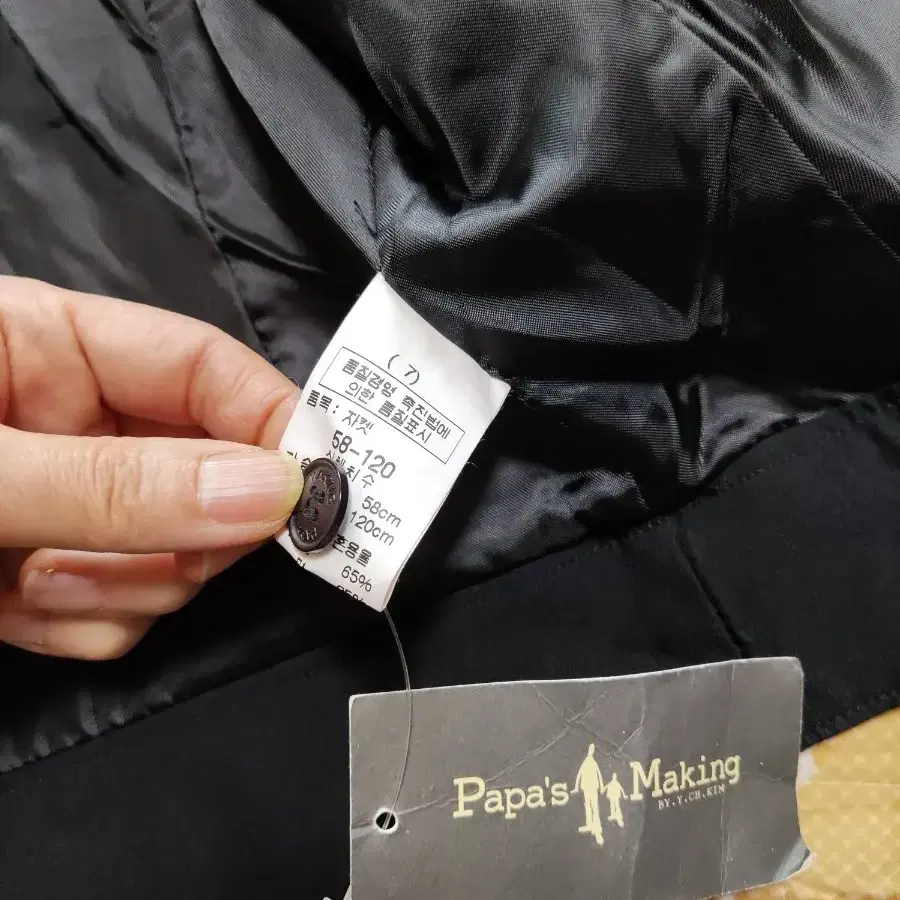 ( 7)
품질경영 촉진법에
의한 품질표시
품목 : 자켓
58-120
신체치수
58cm
120cm
혼용율
65%
Papa's Making
BY.Y.CH.KIM